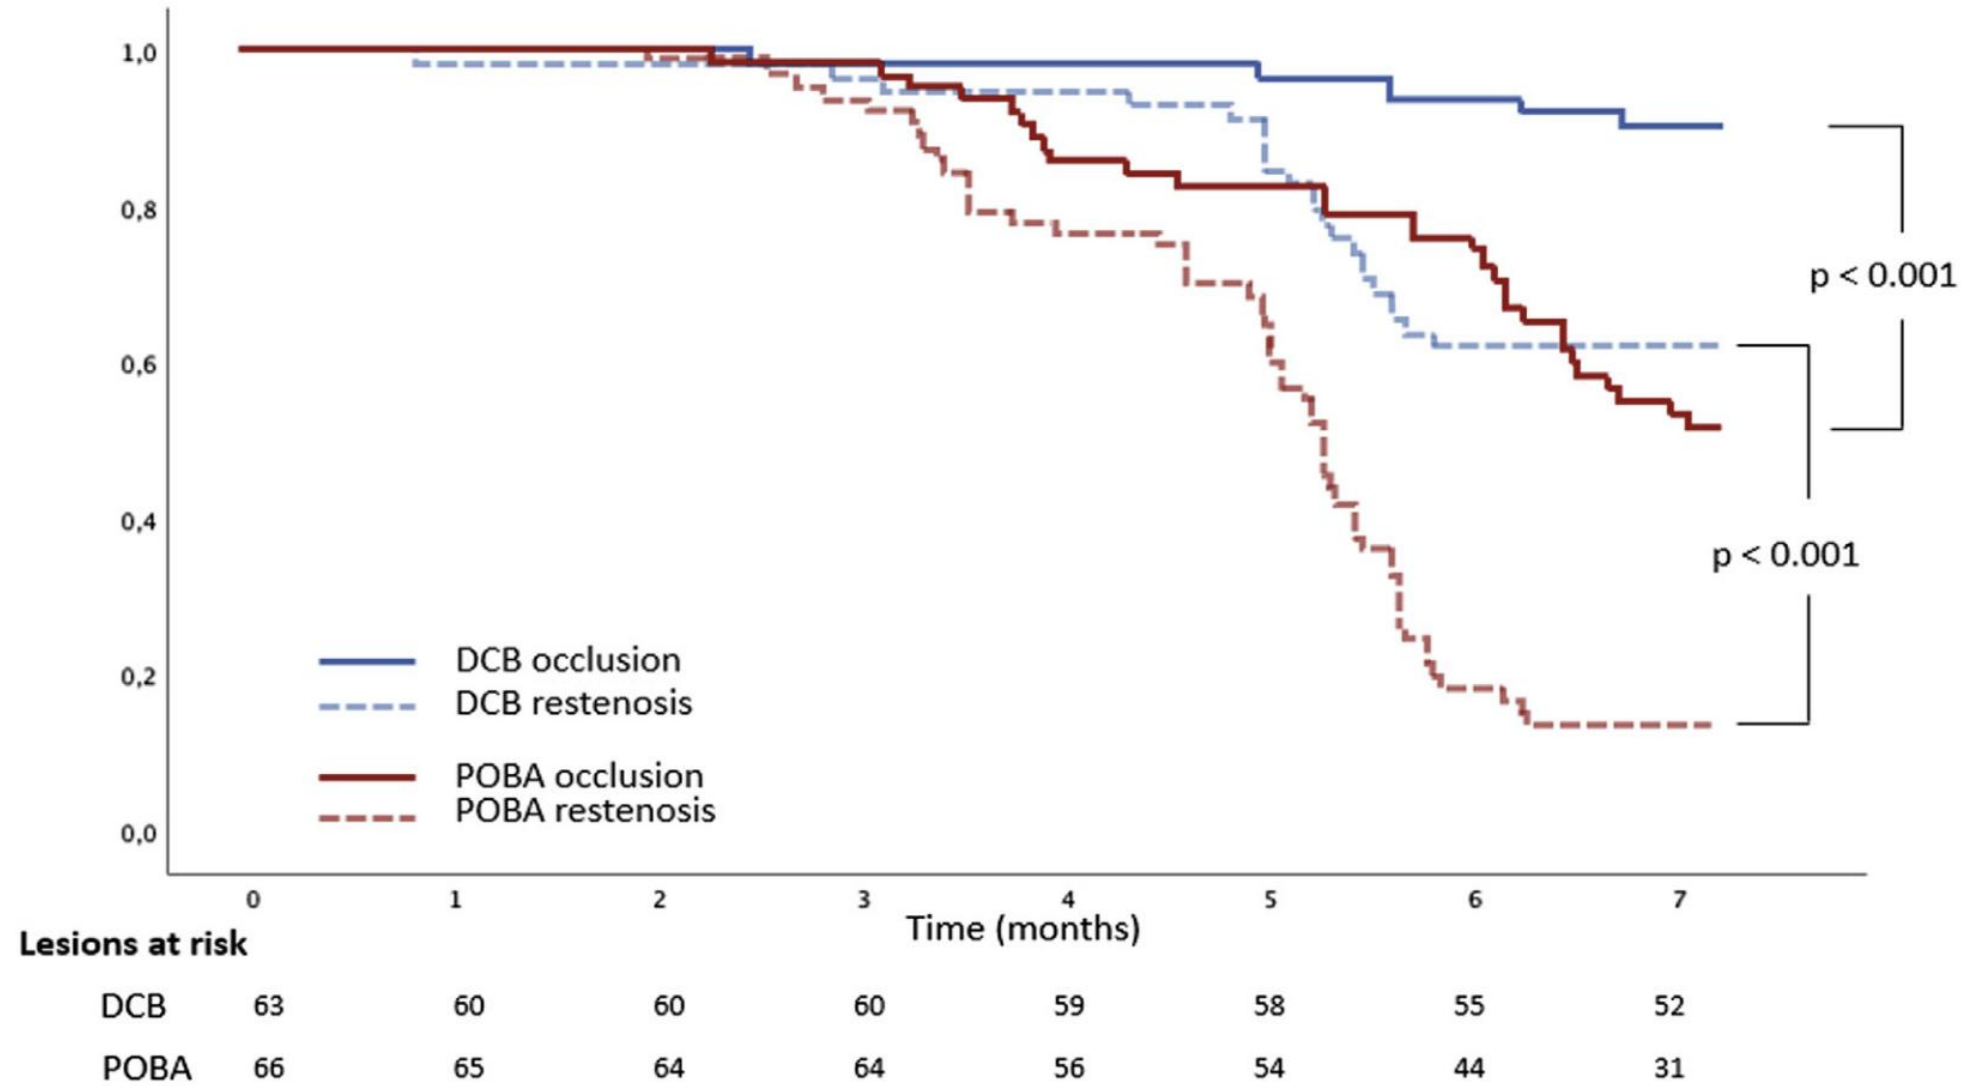 1,0
0,8
0,6
0,4
0,2
0,0
p < 0.001
p < 0.001
DCB occlusion
DCB restenosis
POBA occlusion
POBA restenosis
0 1 2 3 4 5 6 7
Time (months)
Lesions at risk
DCB 63 60 60 60 59 58 55 52
POBA 66 65 64 64 56 54 44 31